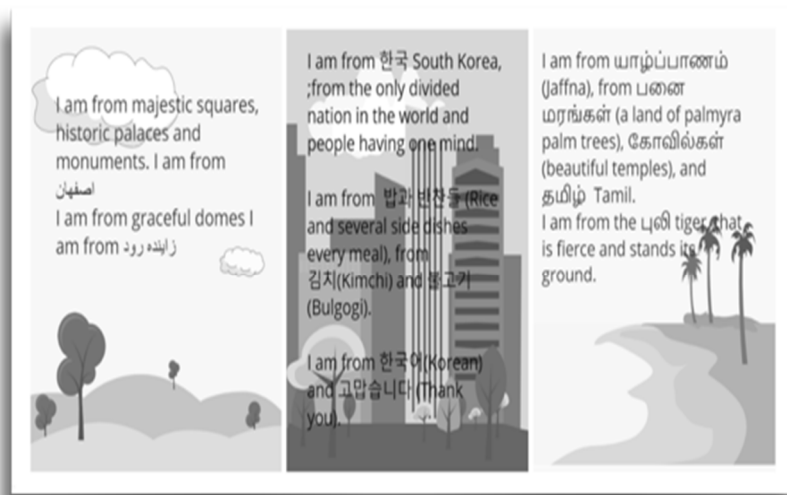 I am from majestic squares,
historic palaces and
monuments. I am from
اصفهان
I am from graceful domes I
am from زاینده رود
I am from 한국 South Korea,
;from the only divided
nation in the world and
people having one mind.
I am from 밥과 반찬들 (Rice
and several side dishes
every meal), from
김치(Kimchi) and 불고기
(Bulgogi).
I am from 한국어(Korean)
and 고맙습니다 (Thank
you).
I am from யாழ்ப்பாணம்
(Jaffna), from பனை
மரங்கள் (a land of palmyra
palm trees), கோவில்கள்
(beautiful temples), and
தமிழ் Tamil.
I am from the புலி tiger that
is fierce and stands its
ground.